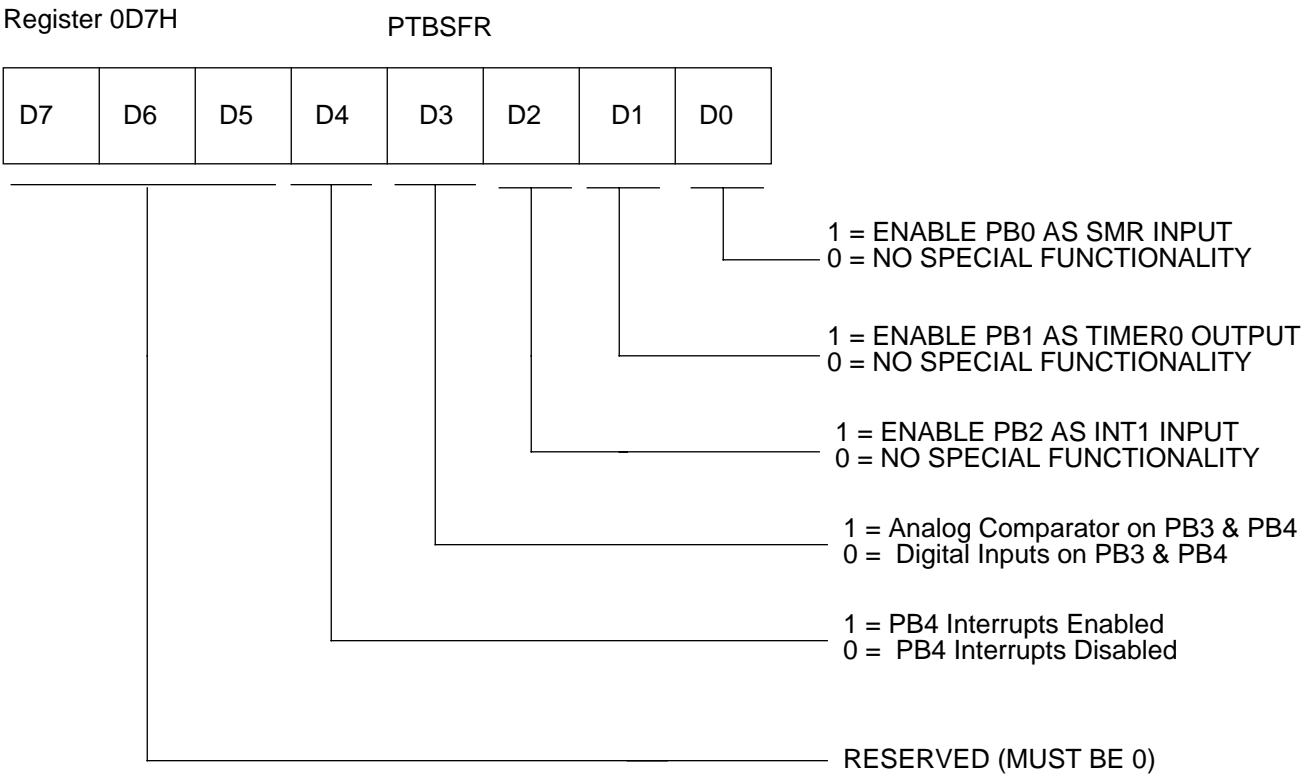 Register 0D7H
PTBSFR
D7 D6 D5 D4 D3 D2 D1 D0
1 = ENABLE PB0 AS SMR INPUT
0 = NO SPECIAL FUNCTIONALITY
1 = ENABLE PB1 AS TIMER0 OUTPUT
0 = NO SPECIAL FUNCTIONALITY
1 = ENABLE PB2 AS INT1 INPUT
0 = NO SPECIAL FUNCTIONALITY
1 = Analog Comparator on PB3 & PB4
0 = Digital Inputs on PB3 & PB4
1 = PB4 Interrupts Enabled
0 = PB4 Interrupts Disabled
RESERVED (MUST BE 0)